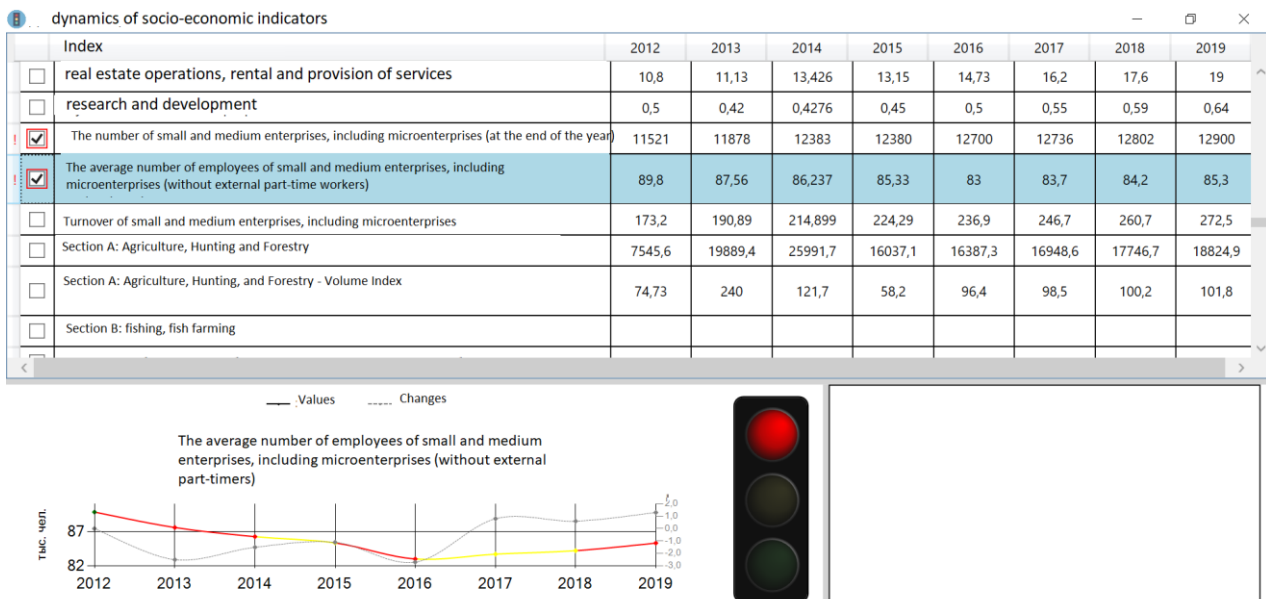 dynamics of socio-economic indicators
Index 2012 2013 2014 2015 2016 2017 2018 2019
real estate operations, rental and provision of services 10,8 11,13 13,426 13,15 14,73 16,2 17,6 19
research and development 0,5 0,42 0,4276 0,45 0,5 0,55 0,59 0,64
! The number of small and medium enterprises, including microenterprises (at the end of the year) 11521 11878 12383 12380 12700 12736 12802 12900
! The average number of employees of small and medium enterprises, including
microenterprises (without external part-time workers) 89,8 87,56 86,237 85,33 83 83,7 84,2 85,3
Turnover of small and medium enterprises, including microenterprises 173,2 190,89 214,899 224,29 236,9 246,7 260,7 272,5
Section A: Agriculture, Hunting and Forestry 7545,6 19889,4 25991,7 16037,1 16387,3 16948,6 17746,7 18824,9
Section A: Agriculture, Hunting, and Forestry - Volume Index 74,73 240 121,7 58,2 96,4 98,5 100,2 101,8
Section B: fishing, fish farming
Values Changes
The average number of employees of small and medium
enterprises, including microenterprises (without external
part-timers)
тыс. чел.
87
82
2,0
1,0
0,0
-1,0
-2,0
-3,0
2012 2013 2014 2015 2016 2017 2018 2019